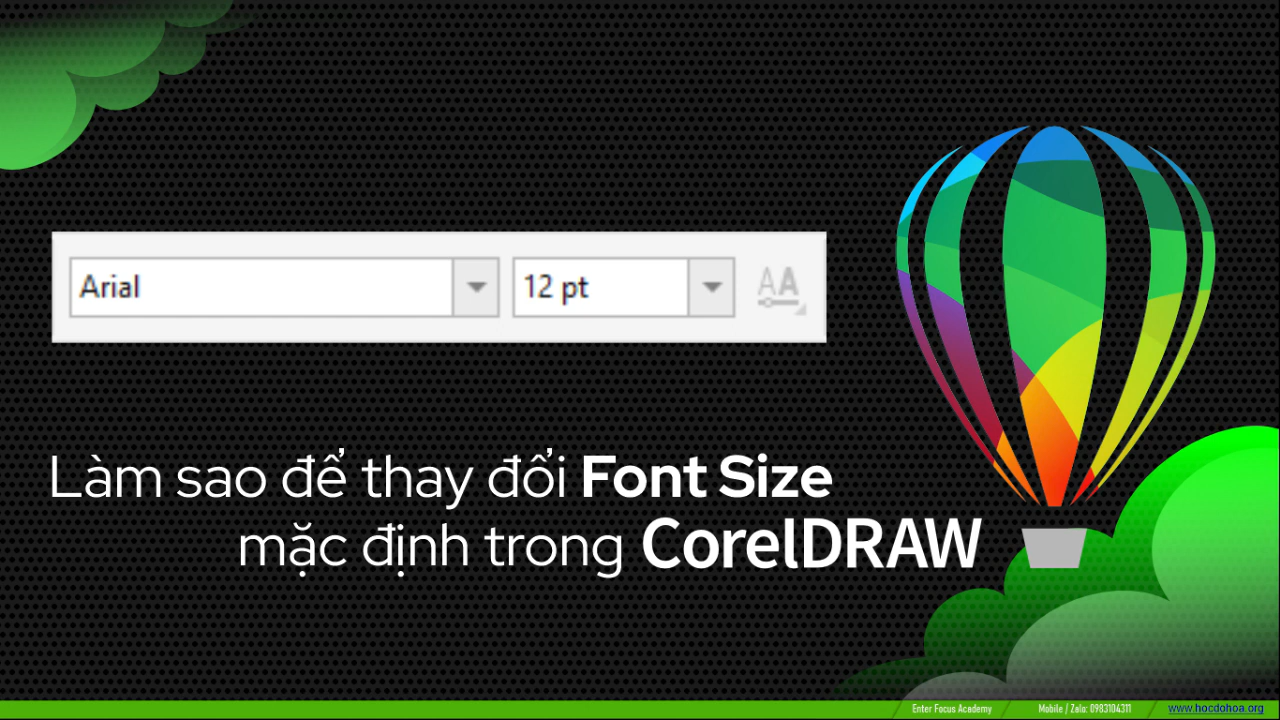 Arial 12 pt AA
Làm sao để thay đổi Font Size
mặc định trong CorelDRAW
Enter Focus Academy Mobile / Zalo: 0983104311 www.hocdohoa.org